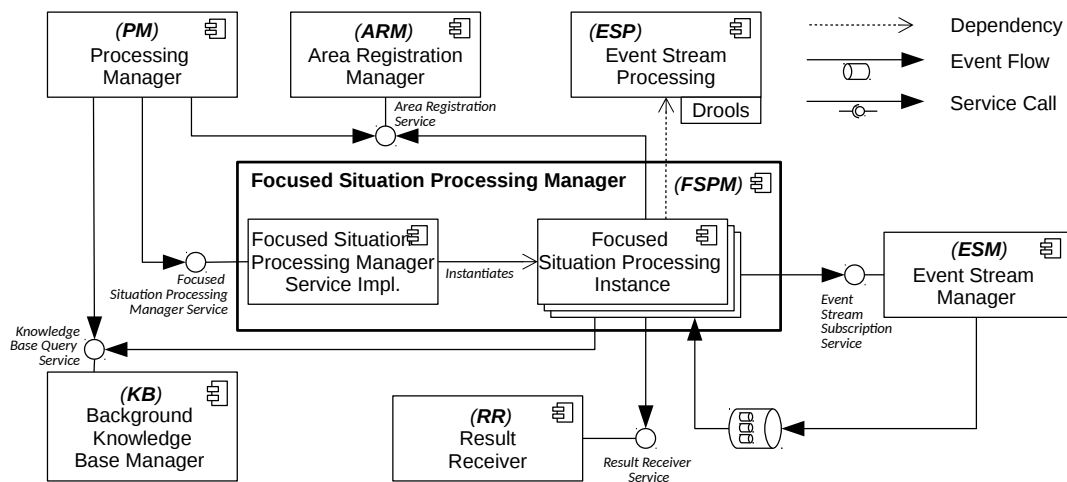 (PM)
Processing
Manager
(ARM)
Area Registration
Manager
(ESP)
Event Stream
Processing
Drools
Dependency
Event Flow
Service Call
Area Registration
Service
Focused Situation Processing Manager
(FSPM)
Focused Situation
Processing Manager
Service Impl.
Instantiates
Focused
Situation Processing
Instance
(ESM)
Event Stream
Manager
Focused
Situation Processing
Manager Service
Event
Stream
Subscription
Service
Knowledge
Base Query
Service
(KB)
Background
Knowledge
Base Manager
(RR)
Result
Receiver
Result Receiver
Service